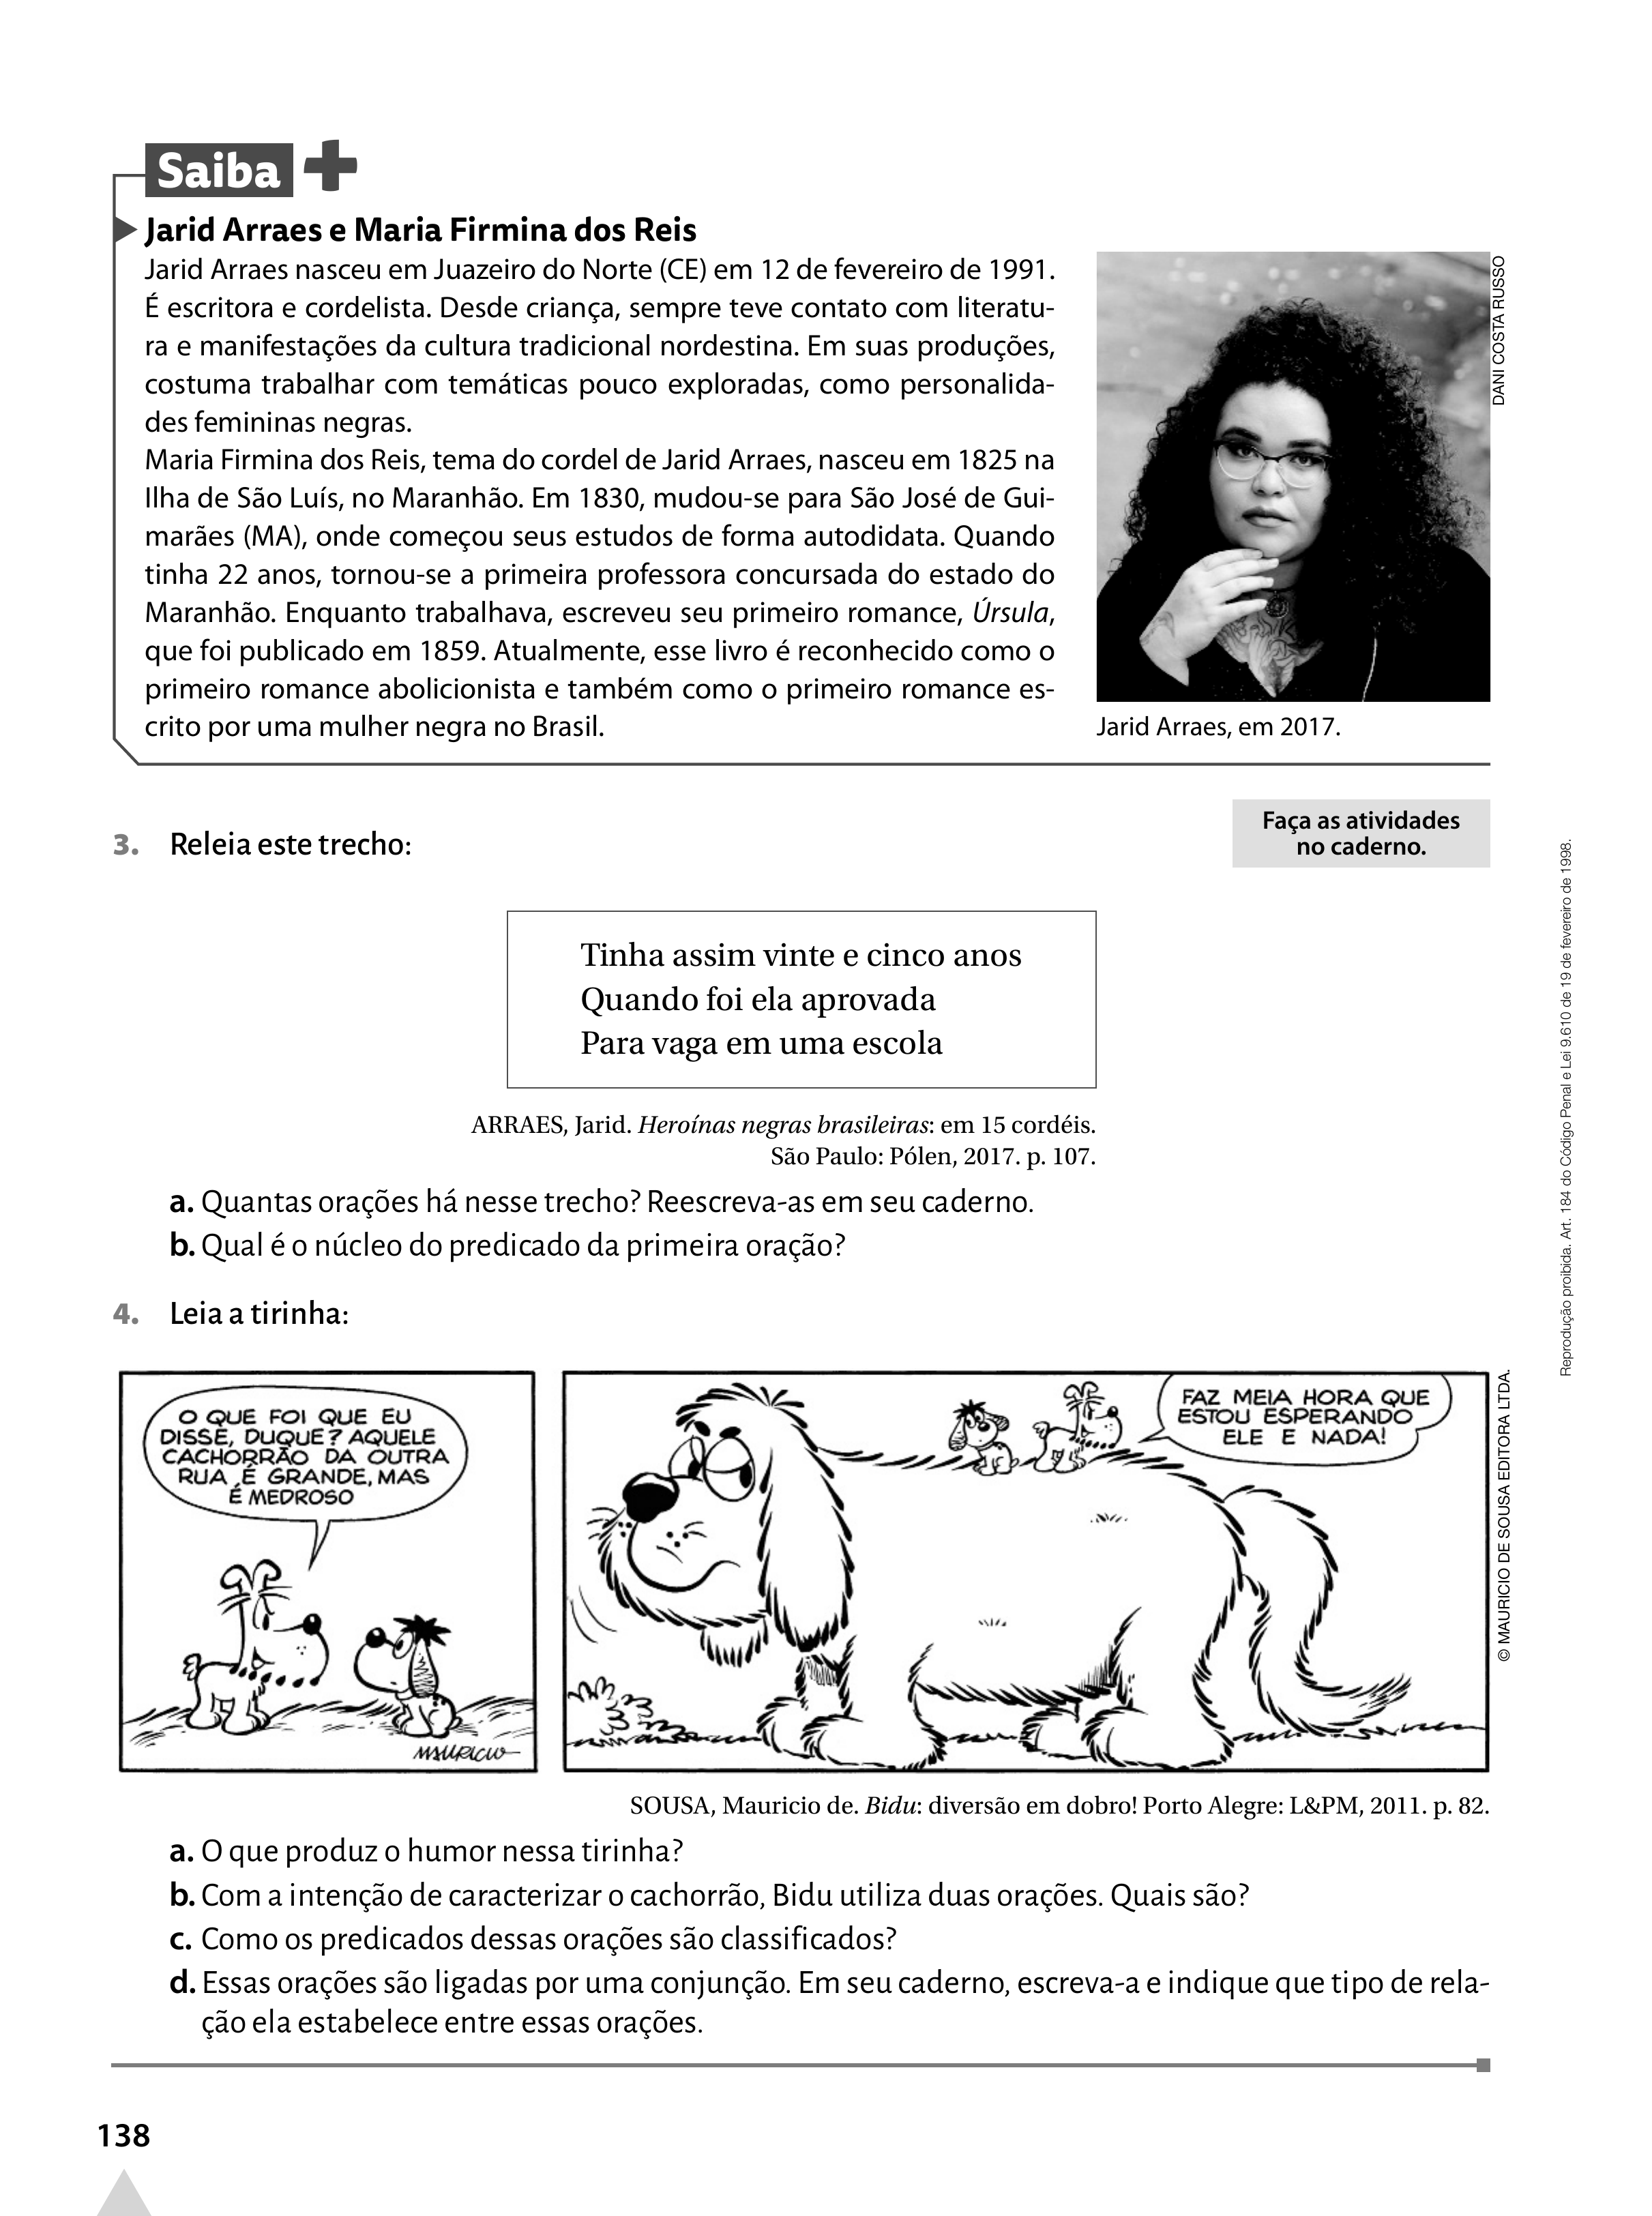 Saiba +
Jarid Arraes e Maria Firmina dos Reis
Jarid Arraes nasceu em Juazeiro do Norte (CE) em 12 de fevereiro de 1991.
É escritora e cordelista. Desde criança, sempre teve contato com literatu-
ra e manifestações da cultura tradicional nordestina. Em suas produções,
costuma trabalhar com temáticas pouco exploradas, como personalida-
des femininas negras.
Maria Firmina dos Reis, tema do cordel de Jarid Arraes, nasceu em 1825 na
Ilha de São Luís, no Maranhão. Em 1830, mudou-se para São José de Gui-
marães (MA), onde começou seus estudos de forma autodidata. Quando
tinha 22 anos, tornou-se a primeira professora concursada do estado do
Maranhão. Enquanto trabalhava, escreveu seu primeiro romance, Úrsula,
que foi publicado em 1859. Atualmente, esse livro é reconhecido como o
primeiro romance abolicionista e também como o primeiro romance es-
crito por uma mulher negra no Brasil.
DANI COSTA RUSSO
Jarid Arraes, em 2017.
Faça as atividades
no caderno.
3. Releia este trecho:
Tinha assim vinte e cinco anos
Quando foi ela aprovada
Para vaga em uma escola
ARRAES, Jarid. Heroínas negras brasileiras: em 15 cordéis.
São Paulo: Pólen, 2017. p. 107.
a. Quantas orações há nesse trecho? Reescreva-as em seu caderno.
b. Qual é o núcleo do predicado da primeira oração?
4. Leia a tirinha:
O QUE FOI QUE EU
DISSE, DUQUE? AQUELE
CACHORRÃO DA OUTRA
RUA É GRANDE, MAS
É MEDROSO
MAURICIO
FAZ MEIA HORA QUE
ESTOU ESPERANDO
ELE E NADA!
© MAURICIO DE SOUSA EDITORA LTDA.
SOUSA, Mauricio de. Bidu: diversão em dobro! Porto Alegre: L&PM, 2011. p. 82.
a. O que produz o humor nessa tirinha?
b. Com a intenção de caracterizar o cachorrão, Bidu utiliza duas orações. Quais são?
c. Como os predicados dessas orações são classificados?
d. Essas orações são ligadas por uma conjunção. Em seu caderno, escreva-a e indique que tipo de rela-
ção ela estabelece entre essas orações.
Reprodução proibida. Art. 184 do Código Penal e Lei 9.610 de 19 de fevereiro de 1998.
138